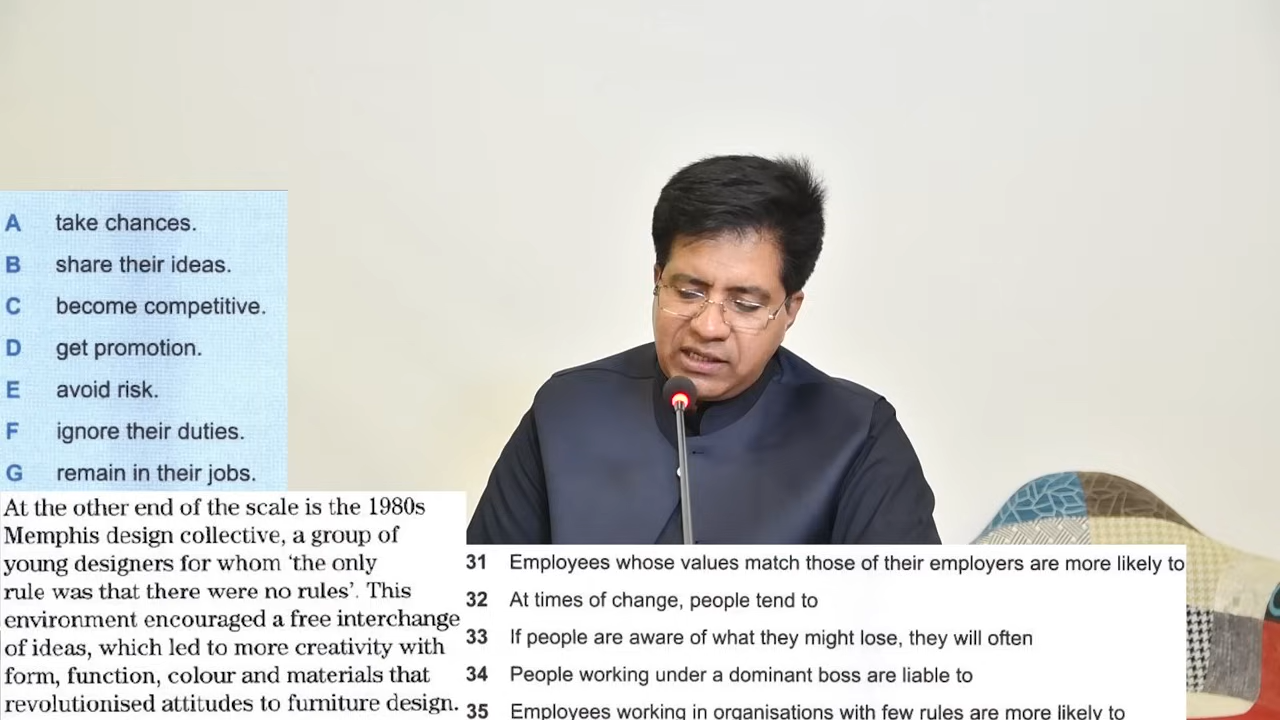 A take chances.
B share their ideas.
C become competitive.
D get promotion.
E avoid risk.
F ignore their duties.
G remain in their jobs.
At the other end of the scale is the 1980s
Memphis design collective, a group of
young designers for whom ‘the only
rule was that there were no rules’. This
environment encouraged a free interchange
of ideas, which led to more creativity with
form, function, colour and materials that
revolutionised attitudes to furniture design.
31 Employees whose values match those of their employers are more likely to
32 At times of change, people tend to
33 If people are aware of what they might lose, they will often
34 People working under a dominant boss are liable to
35 Employees working in organisations with few rules are more likely to